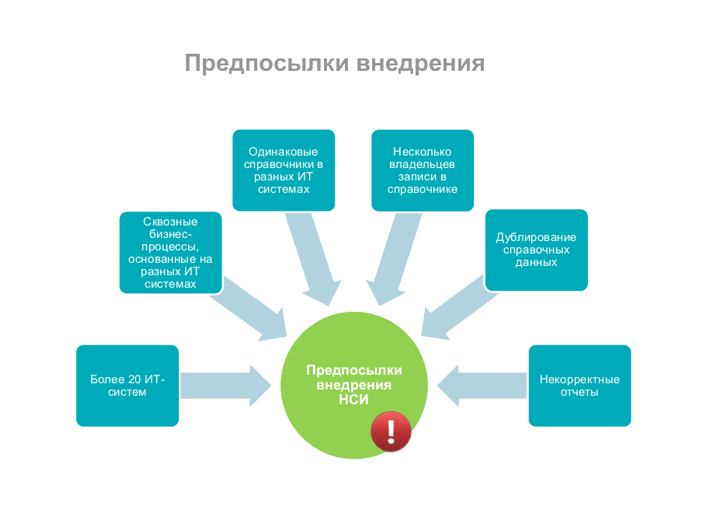 Предпосылки внедрения
Одинаковые
справочники в
разных ИТ
системах
Несколько
владельцев
записи в
справочнике
Сквозные
бизнес-
процессы,
основанные на
разных ИТ
системах
Дублирование
справочных
данных
Более 20 ИТ-
систем
Предпосылки
внедрения
НСИ
!
Некорректные
отчеты